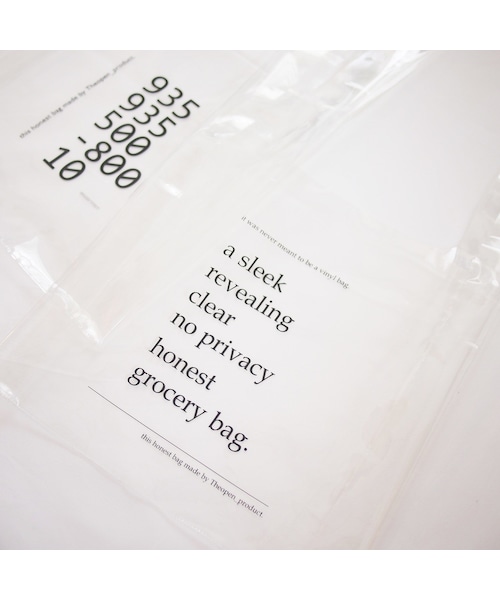 this honest bag made by Theopen_product.
935
935
500
-800
10
it was never meant to be a vinyl bag.
a sleek
revealing
clear
no privacy
honest
grocery bag.
this honest bag made by Theopen_product.